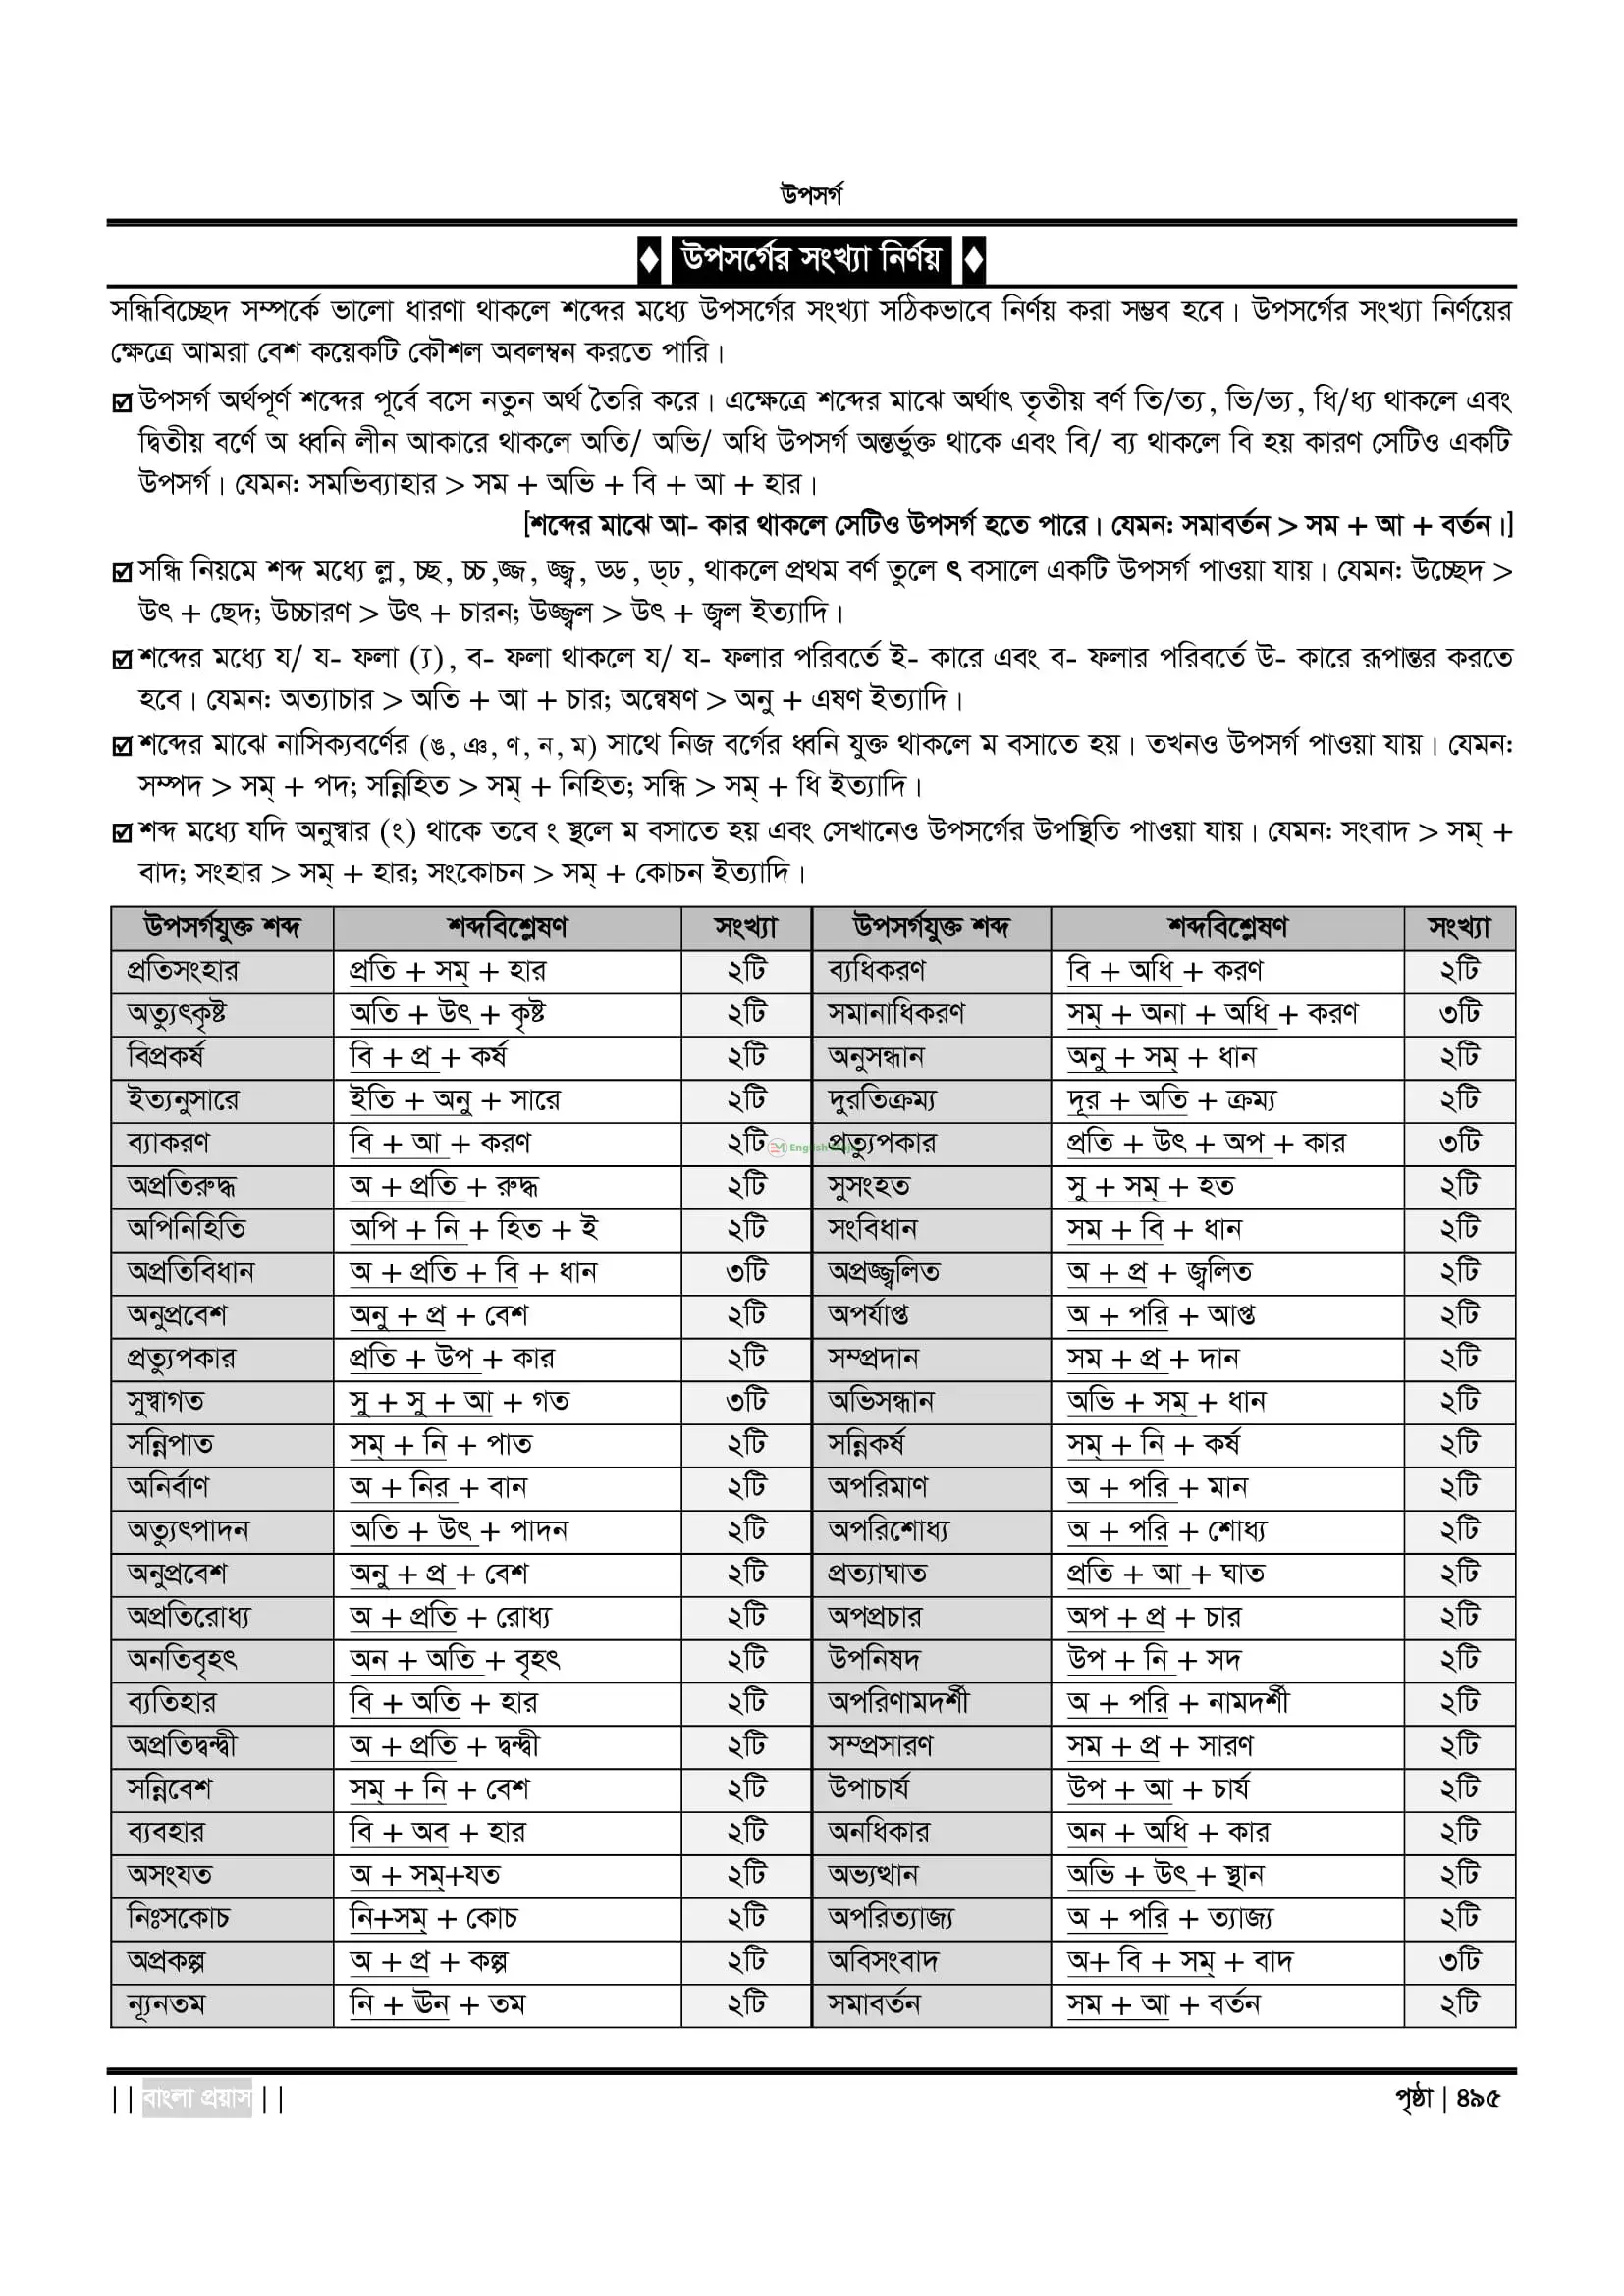 উপসর্গ
♦ উপসর্গের সংখ্যা নির্ণয় ♦
সন্ধিবিচ্ছেদ সম্পর্কে ভালো ধারণা থাকলে শব্দের মধ্যে উপসর্গের সংখ্যা সঠিকভাবে নির্ণয় করা সম্ভব হবে। উপসর্গের সংখ্যা নির্ণয়ের
ক্ষেত্রে আমরা বেশ কয়েকটি কৌশল অবলম্বন করতে পারি।
☑ উপসর্গ অর্থপূর্ণ শব্দের পূর্বে বসে নতুন অর্থ তৈরি করে। এক্ষেত্রে শব্দের মাঝে অর্থাৎ তৃতীয় বর্ণ তি/ত্য, ভি/ভ্য, ধি/ধ্য থাকলে এবং
দ্বিতীয় বর্ণে অ ধ্বনি লীন আকারে থাকলে অতি/ অভি/ অধি উপসর্গ অন্তর্ভুক্ত থাকে এবং বি/ ব্য থাকলে বি হয় কারণ সেটিও একটি
উপসর্গ। যেমন: সমভিব্যাহার > সম + অভি + বি + আ + হার।
[শব্দের মাঝে আ- কার থাকলে সেটিও উপসর্গ হতে পারে। যেমন: সমাবর্তন > সম + আ + বর্তন।]
☑ সন্ধি নিয়মে শব্দ মধ্যে ল্ল, চ্ছ, চ্চ,জ্জ, জ্জ্ব, ড্ড, ড্ঢ, থাকলে প্রথম বর্ণ তুলে ৎ বসালে একটি উপসর্গ পাওয়া যায়। যেমন: উচ্ছেদ >
উৎ + ছেদ; উচ্চারণ > উৎ + চারন; উজ্জ্বল > উৎ + জ্বল ইত্যাদি।
☑ শব্দের মধ্যে য/ য- ফলা (্য), ব- ফলা থাকলে য/ য- ফলার পরিবর্তে ই- কারে এবং ব- ফলার পরিবর্তে উ- কারে রূপান্তর করতে
হবে। যেমন: অত্যাচার > অতি + আ + চার; অন্বেষণ > অনু + এষণ ইত্যাদি।
☑ শব্দের মাঝে নাসিক্যবর্ণের (ঙ, ঞ, ণ, ন, ম) সাথে নিজ বর্গের ধ্বনি যুক্ত থাকলে ম বসাতে হয়। তখনও উপসর্গ পাওয়া যায়। যেমন:
সম্পদ > সম্ + পদ; সন্নিহিত > সম্ + নিহিত; সন্ধি > সম্ + ধি ইত্যাদি।
☑ শব্দ মধ্যে যদি অনুস্বার (ং) থাকে তবে ং স্থলে ম বসাতে হয় এবং সেখানেও উপসর্গের উপস্থিতি পাওয়া যায়। যেমন: সংবাদ > সম্ +
বাদ; সংহার > সম্ + হার; সংকোচন > সম্ + কোচন ইত্যাদি।
উপসর্গযুক্ত শব্দ শব্দবিশ্লেষণ সংখ্যা উপসর্গযুক্ত শব্দ শব্দবিশ্লেষণ সংখ্যা
প্রতিসংহার প্রতি + সম্ + হার ২টি ব্যধিকরণ বি + অধি + করণ ২টি
অত্যুৎকৃষ্ট অতি + উৎ + কৃষ্ট ২টি সমানাধিকরণ সম্ + অনা + অধি + করণ ৩টি
বিপ্রকর্ষ বি + প্র + কর্ষ ২টি অনুসন্ধান অনু + সম্ + ধান ২টি
ইত্যনুসারে ইতি + অনু + সারে ২টি দুরতিক্রম্য দূর + অতি + ক্রম্য ২টি
ব্যাকরণ বি + আ + করণ ২টি প্রত্যুপকার প্রতি + উৎ + অপ + কার ৩টি
অপ্রতিরুদ্ধ অ + প্রতি + রুদ্ধ ২টি সুসংহত সু + সম্ + হত ২টি
অপিনিহিতি অপি + নি + হিত + ই ২টি সংবিধান সম + বি + ধান ২টি
অপ্রতিবিধান অ + প্রতি + বি + ধান ৩টি অপ্রজ্জ্বলিত অ + প্র + জ্বলিত ২টি
অনুপ্রবেশ অনু + প্র + বেশ ২টি অপর্যাপ্ত অ + পরি + আপ্ত ২টি
প্রত্যুপকার প্রতি + উপ + কার ২টি সম্প্রদান সম + প্র + দান ২টি
সুস্বাগত সু + সু + আ + গত ৩টি অভিসন্ধান অভি + সম্ + ধান ২টি
সন্নিপাত সম্ + নি + পাত ২টি সন্নিকর্ষ সম্ + নি + কর্ষ ২টি
অনির্বাণ অ + নির + বান ২টি অপরিমাণ অ + পরি + মান ২টি
অত্যুৎপাদন অতি + উৎ + পাদন ২টি অপরিশোধ্য অ + পরি + শোধ্য ২টি
অনুপ্রবেশ অনু + প্র + বেশ ২টি প্রত্যাঘাত প্রতি + আ + ঘাত ২টি
অপ্রতিরোধ্য অ + প্রতি + রোধ্য ২টি অপপ্রচার অপ + প্র + চার ২টি
অনতিবৃহৎ অন + অতি + বৃহৎ ২টি উপনিষদ উপ + নি + সদ ২টি
ব্যতিহার বি + অতি + হার ২টি অপরিণামদর্শী অ + পরি + নামদর্শী ২টি
অপ্রতিদ্বন্দ্বী অ + প্রতি + দ্বন্দ্বী ২টি সম্প্রসারণ সম + প্র + সারণ ২টি
সন্নিবেশ সম্ + নি + বেশ ২টি উপাচার্য উপ + আ + চার্য ২টি
ব্যবহার বি + অব + হার ২টি অনধিকার অন + অধি + কার ২টি
অসংযত অ + সম্+যত ২টি অভ্যত্থান অভি + উৎ + স্থান ২টি
নিঃসকোচ নি+সম্ + কোচ ২টি অপরিত্যাজ্য অ + পরি + ত্যাজ্য ২টি
অপ্রকল্প অ + প্র + কল্প ২টি অবিসংবাদ অ+ বি + সম্ + বাদ ৩টি
ন্যূনতম নি + ঊন + তম ২টি সমাবর্তন সম + আ + বর্তন ২টি
|| বাংলা প্রয়াস || পৃষ্ঠা | ৪৯৫